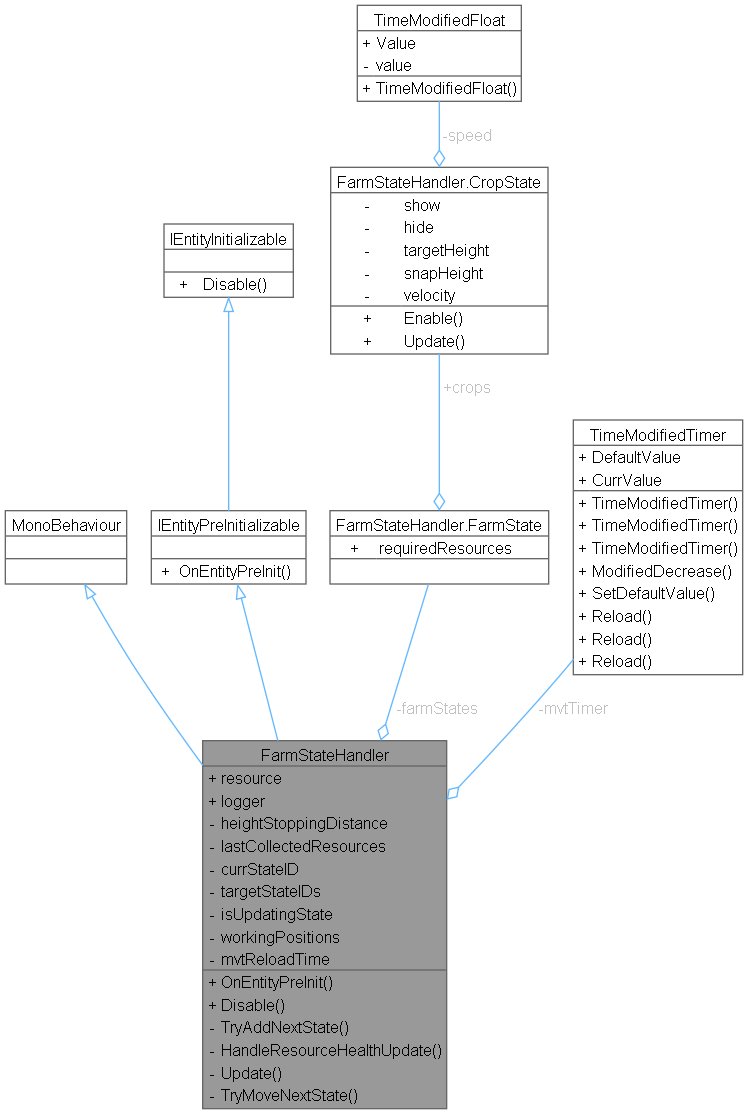 TimeModifiedFloat
+ Value
- value
+ TimeModifiedFloat()
-speed
FarmStateHandler.CropState
- show
- hide
- targetHeight
- snapHeight
- velocity
+ Enable()
+ Update()
IEntityInitializable
+ Disable()
+crops
TimeModifiedTimer
+ DefaultValue
+ CurrValue
+ TimeModifiedTimer()
+ TimeModifiedTimer()
+ TimeModifiedTimer()
+ ModifiedDecrease()
+ SetDefaultValue()
+ Reload()
+ Reload()
+ Reload()
MonoBehaviour
IEntityPreInitializable
+ OnEntityPreInit()
FarmStateHandler.FarmState
+ requiredResources
-farmStates
-mvtTimer
FarmStateHandler
+ resource
+ logger
- heightStoppingDistance
- lastCollectedResources
- currStateID
- targetStateIDs
- isUpdatingState
- workingPositions
- mvtReloadTime
+ OnEntityPreInit()
+ Disable()
- TryAddNextState()
- HandleResourceHealthUpdate()
- Update()
- TryMoveNextState()